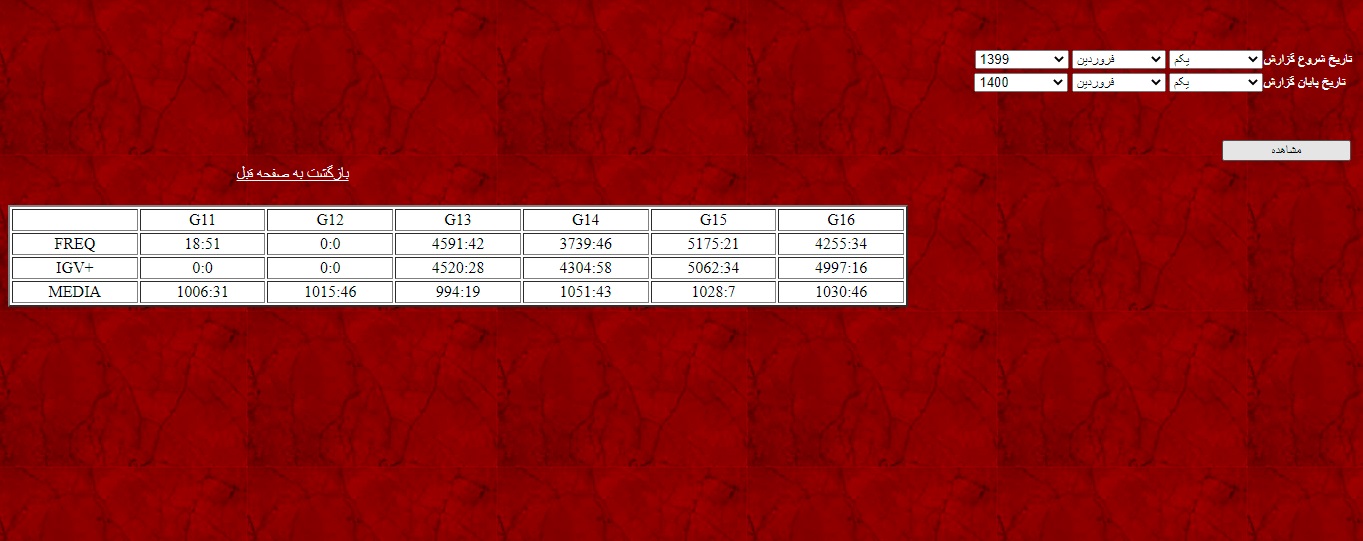 تاریخ شروع گزارش یکم فروردین 1399
تاریخ پایان گزارش یکم فروردین 1400
مشاهده
بازگشت به صفحه قبل
G11 G12 G13 G14 G15 G16
FREQ 18:51 0:0 4591:42 3739:46 5175:21 4255:34
IGV+ 0:0 0:0 4520:28 4304:58 5062:34 4997:16
MEDIA 1006:31 1015:46 994:19 1051:43 1028:7 1030:46